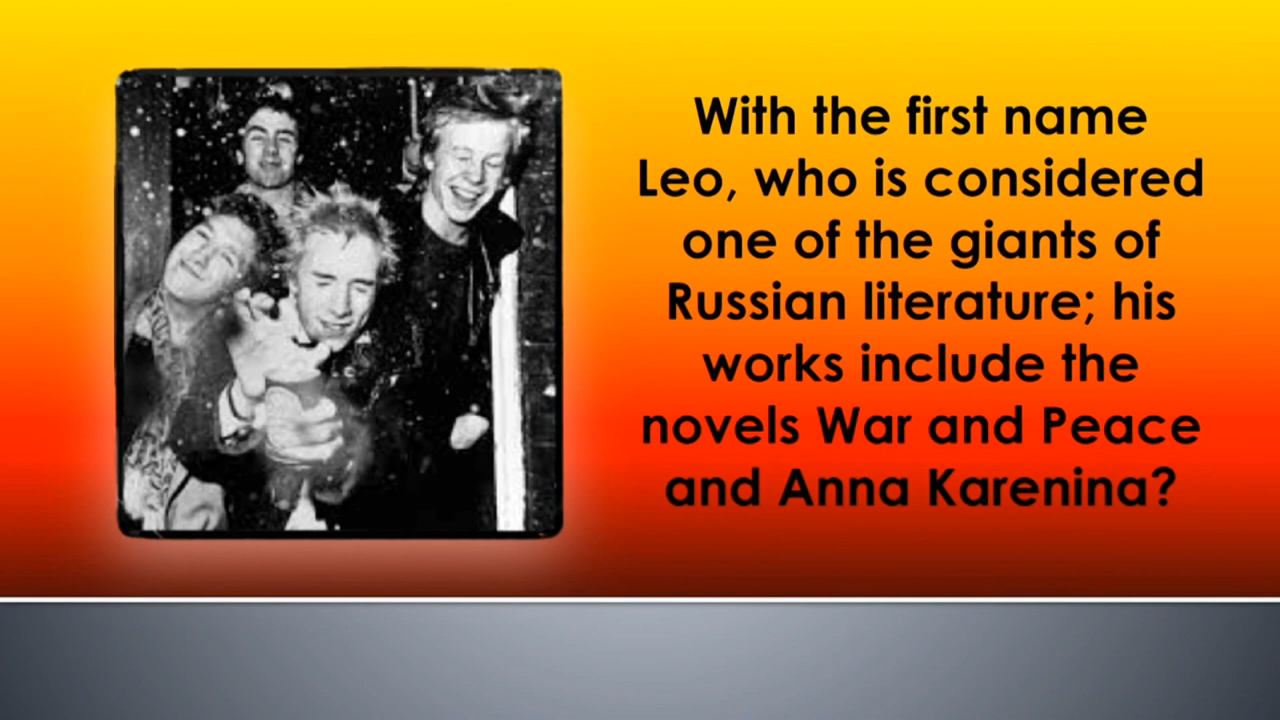 With the first name
Leo, who is considered
one of the giants of
Russian literature; his
works include the
novels War and Peace
and Anna Karenina?